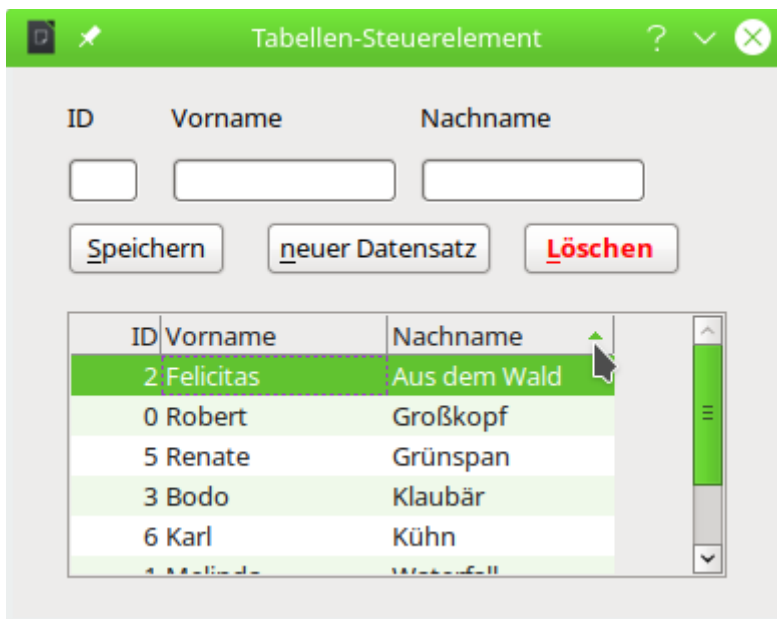 Tabellen-Steuerelement ?
ID Vorname Nachname
Speichern neuer Datensatz Löschen
ID Vorname Nachname
2 Felicitas Aus dem Wald
0 Robert Großkopf
5 Renate Grünspan
3 Bodo Klaubär
6 Karl Kühn